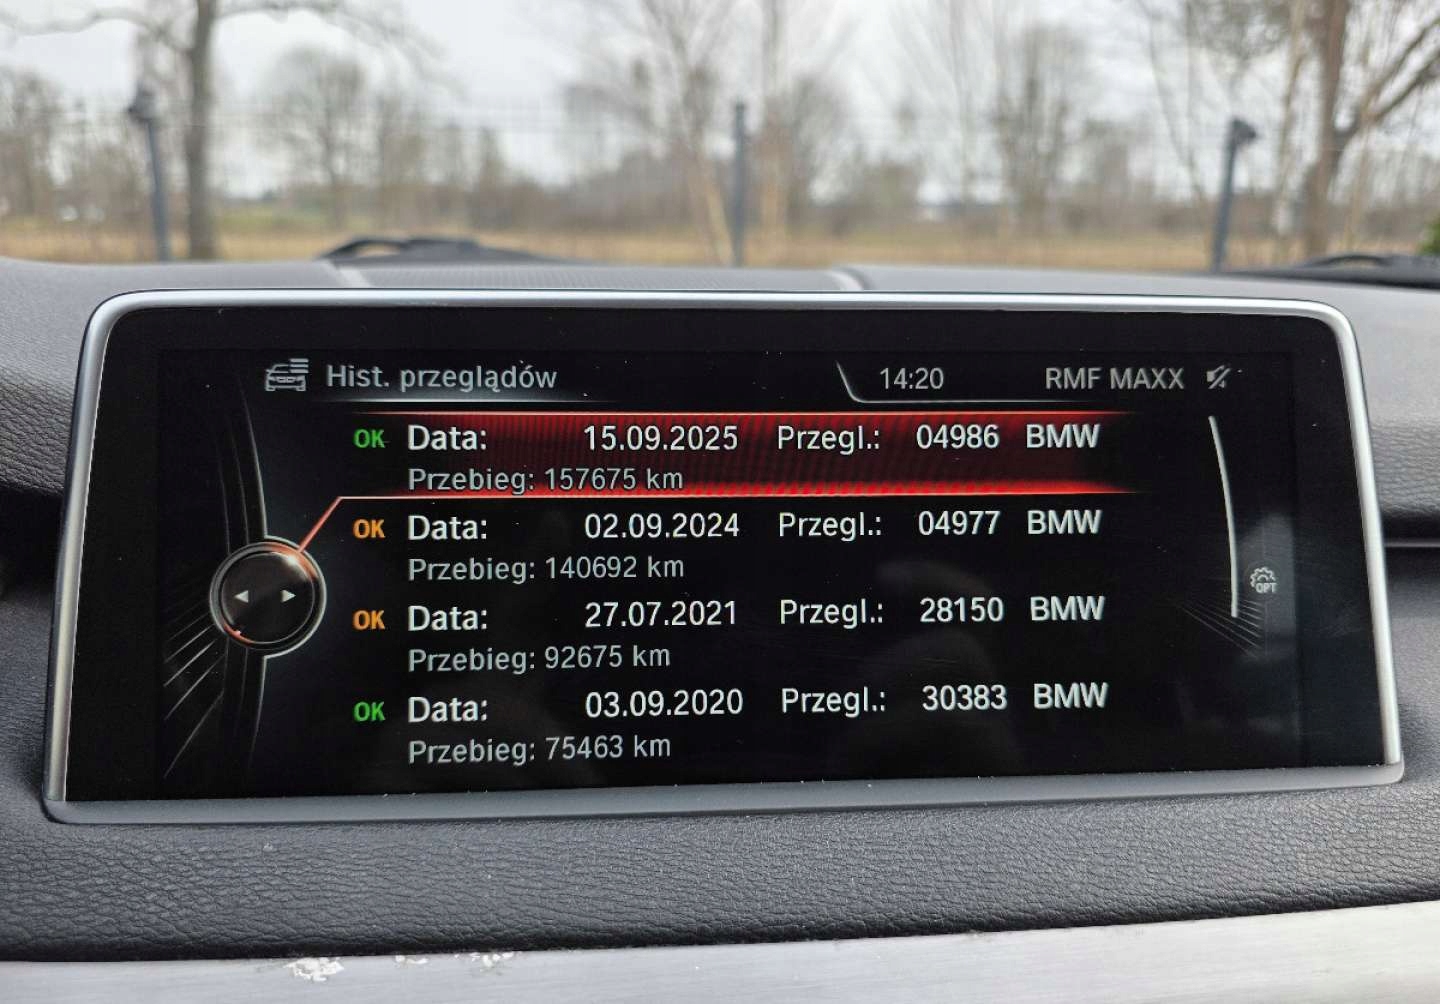 Hist. przeglądów 14:20 RMF MAXX
OK Data: 15.09.2025 Przegl.: 04986 BMW
Przebieg: 157675 km
OK Data: 02.09.2024 Przegl.: 04977 BMW
Przebieg: 140692 km
OPT
OK Data: 27.07.2021 Przegl.: 28150 BMW
Przebieg: 92675 km
OK Data: 03.09.2020 Przegl.: 30383 BMW
Przebieg: 75463 km